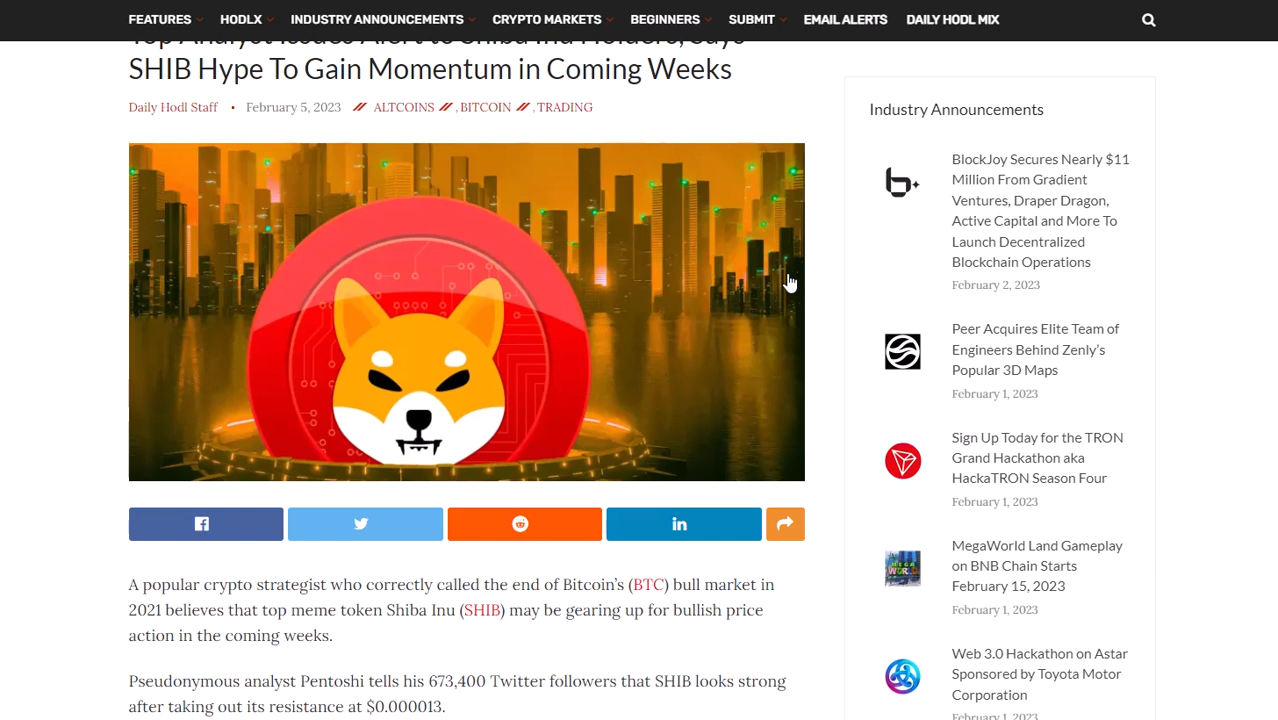 FEATURES HODLX INDUSTRY ANNOUNCEMENTS CRYPTO MARKETS BEGINNERS SUBMIT EMAIL ALERTS DAILY HODL MIX
Top Analyst Issues Alert to Shiba Inu Holders, Says
SHIB Hype To Gain Momentum in Coming Weeks
Daily Hodl Staff • February 5, 2023 // ALTCOINS // , BITCOIN // , TRADING
A popular crypto strategist who correctly called the end of Bitcoin’s (BTC) bull market in
2021 believes that top meme token Shiba Inu (SHIB) may be gearing up for bullish price
action in the coming weeks.
Pseudonymous analyst Pentoshi tells his 673,400 Twitter followers that SHIB looks strong
after taking out its resistance at $0.000013.
Industry Announcements
BlockJoy Secures Nearly $11
Million From Gradient
Ventures, Draper Dragon,
Active Capital and More To
Launch Decentralized
Blockchain Operations
February 2, 2023
Peer Acquires Elite Team of
Engineers Behind Zenly’s
Popular 3D Maps
February 1, 2023
Sign Up Today for the TRON
Grand Hackathon aka
HackaTRON Season Four
February 1, 2023
MegaWorld Land Gameplay
on BNB Chain Starts
February 15, 2023
February 1, 2023
Web 3.0 Hackathon on Astar
Sponsored by Toyota Motor
Corporation
February 1, 2023